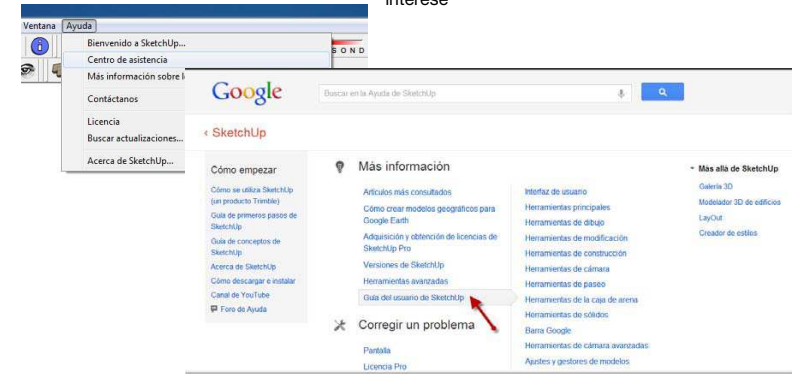 interese
Ventana Ayuda
Bienvenido a SketchUp...
Centro de asistencia
Más información sobre l
Contáctanos
Licencia
Buscar actualizaciones...
Acerca de SketchUp...
S O N D
Google
Buscar en la Ayuda de SketchUp
‹ SketchUp
Cómo empezar
Cómo se utiliza SketchUp
(un producto Trimble)
Guía de primeros pasos de
SketchUp
Guía de conceptos de
SketchUp
Acerca de SketchUp
Cómo descargar e instalar
Canal de YouTube
Foro de Ayuda
Más información
Artículos más consultados
Cómo crear modelos geográficos para
Google Earth
Adquisición y obtención de licencias de
SketchUp Pro
Versiones de SketchUp
Herramientas avanzadas
Guía del usuario de SketchUp
Corregir un problema
Pantalla
Licencia Pro
Interfaz de usuario
Herramientas principales
Herramientas de dibujo
Herramientas de modificación
Herramientas de construcción
Herramientas de cámara
Herramientas de paseo
Herramientas de la caja de arena
Herramientas de sólidos
Barra Google
Herramientas de cámara avanzadas
Ajustes y gestores de modelos
Más allá de SketchUp
Galería 3D
Modelador 3D de edificios
LayOut
Creador de estilos